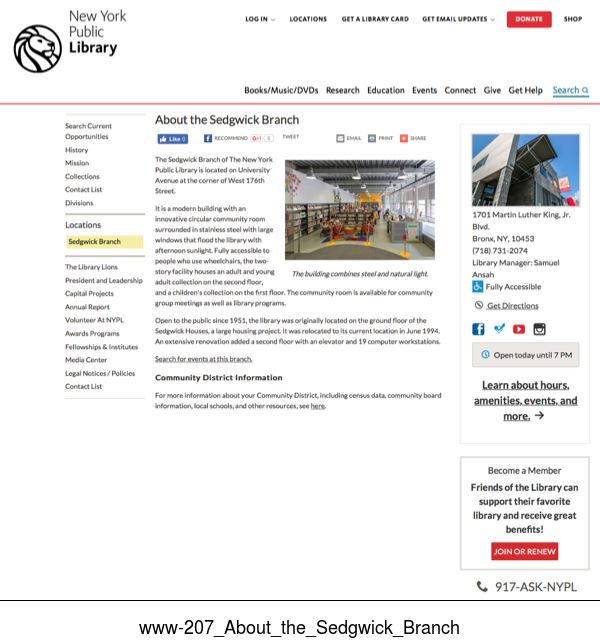 New York
Public
Library
LOG IN
LOCATIONS
GET A LIBRARY CARD
GET EMAIL UPDATES
DONATE
SHOP
Books/Music/DVDs Research Education Events Connect Give Get Help Search
Search Current
Opportunities
History
Mission
Collections
Contact List
Divisions
Locations
Sedgwick Branch
The Library Lions
President and Leadership
Capital Projects
Annual Report
Volunteer At NYPL
Awards Programs
Fellowships & Institutes
Media Center
Legal Notices / Policies
Contact List
About the Sedgwick Branch
Like 0
RECOMMEND
G+1 0
TWEET
EMAIL
PRINT
SHARE
The Sedgwick Branch of The New York
Public Library is located on University
Avenue at the corner of West 176th
Street.
It is a modern building with an
innovative circular community room
surrounded in stainless steel with large
windows that flood the library with
afternoon sunlight. Fully accessible to
people who use wheelchairs, the two-
story facility houses an adult and young
adult collection on the second floor,
and a children's collection on the first floor. The community room is available for community
group meetings as well as library programs.
The building combines steel and natural light.
Open to the public since 1951, the library was originally located on the ground floor of the
Sedgwick Houses, a large housing project. It was relocated to its current location in June 1994.
An extensive renovation added a second floor with an elevator and 19 computer workstations.
Search for events at this branch.
Community District Information
For more information about your Community District, including census data, community board
information, local schools, and other resources, see here.
1701 Martin Luther King, Jr.
Blvd.
Bronx, NY, 10453
(718) 731-2074
Library Manager: Samuel
Ansah
Fully Accessible
Get Directions
Open today until 7 PM
Learn about hours,
amenities, events, and
more. →
Become a Member
Friends of the Library can
support their favorite
library and receive great
benefits!
JOIN OR RENEW
917-ASK-NYPL
www-207_About_the_Sedgwick_Branch